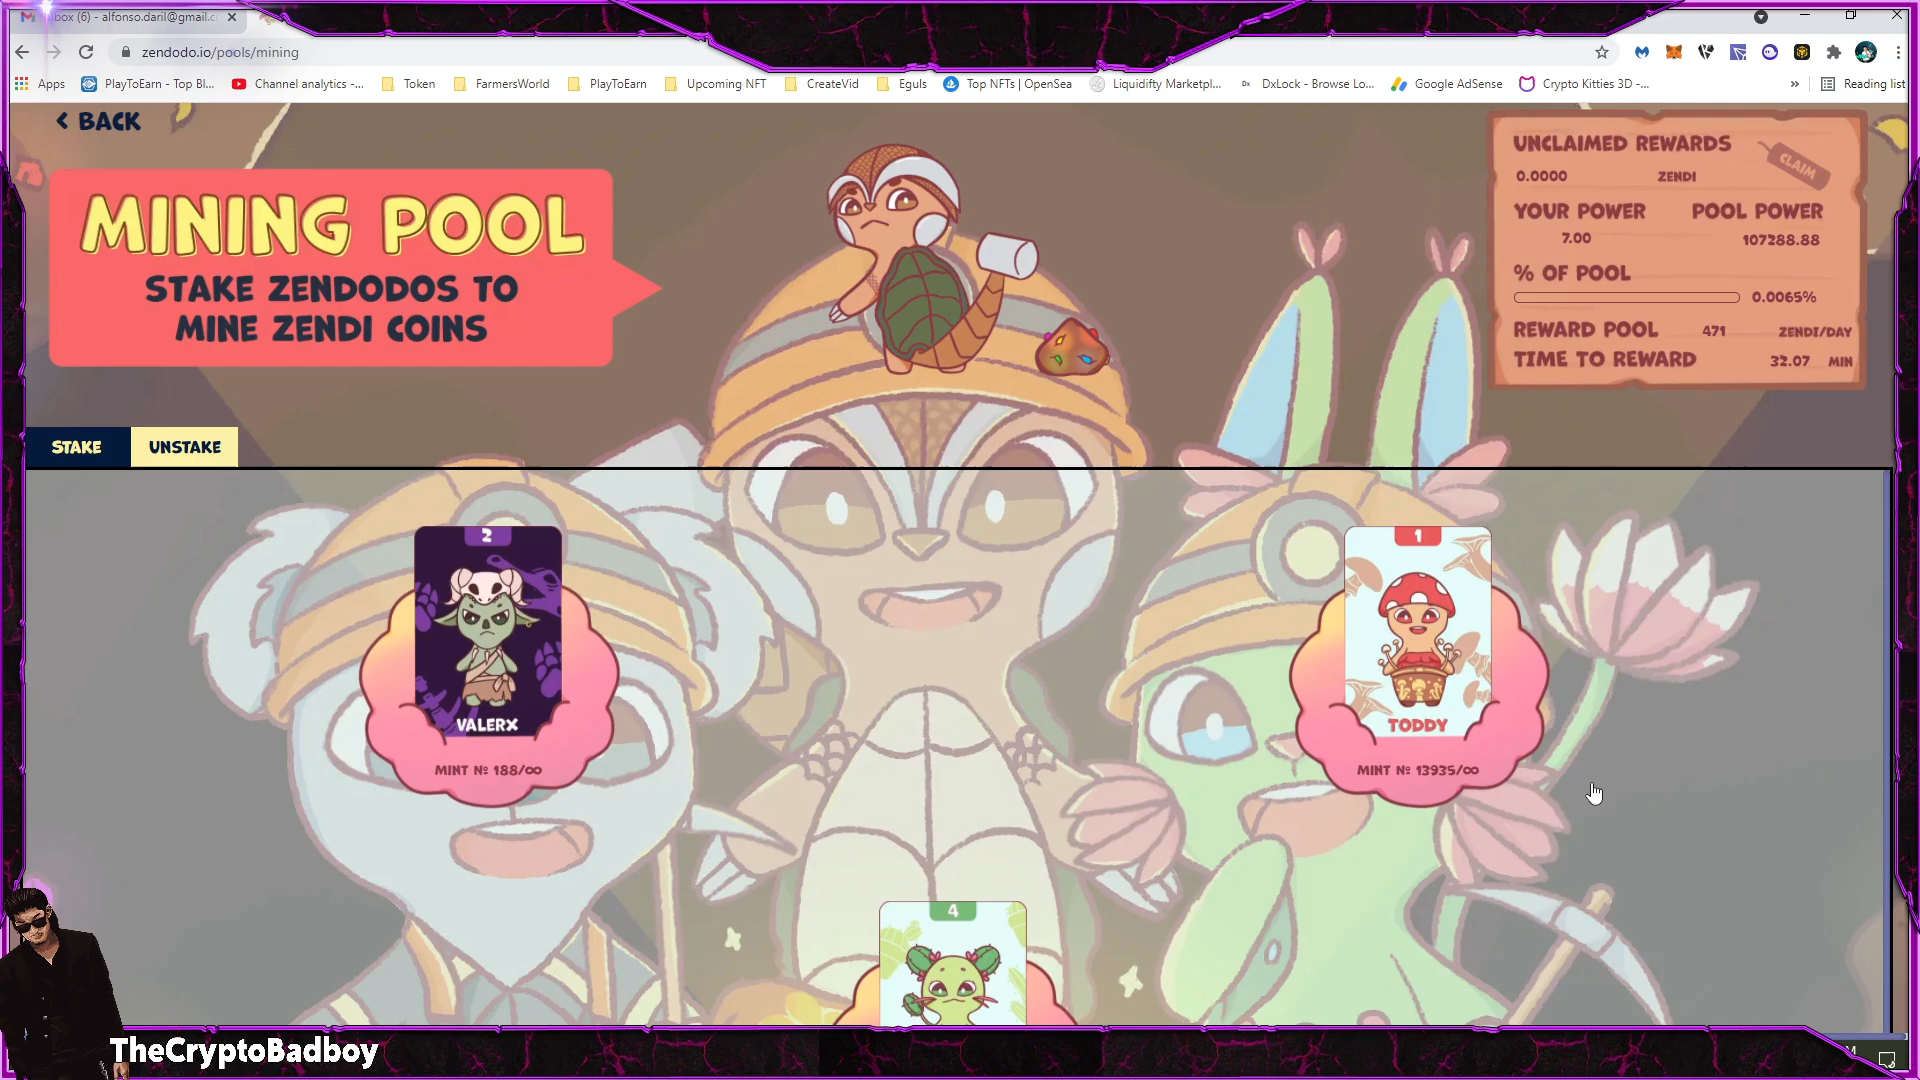 box (6) - alfonso.daril@gmail.c
zendodo.io/pools/mining
Apps
PlayToEarn - Top Bl...
Channel analytics -...
Token
FarmersWorld
PlayToEarn
Upcoming NFT
CreateVid
Eguls
Top NFTs | OpenSea
Liquidifty Marketpl...
DxLock - Browse Lo...
Google AdSense
Crypto Kitties 3D -...
»
Reading list
< BACK
MINING POOL
STAKE ZENDODOS TO
MINE ZENDI COINS
UNCLAIMED REWARDS
CLAIM
0.0000 ZENDI
YOUR POWER POOL POWER
7.00 107288.88
% OF POOL
0.0065%
REWARD POOL 471 ZENDI/DAY
TIME TO REWARD 32.07 MIN
STAKE UNSTAKE
2
VALERX
MINT Nº 188/∞
1
TODDY
MINT Nº 13935/∞
4
TheCryptoBadboy